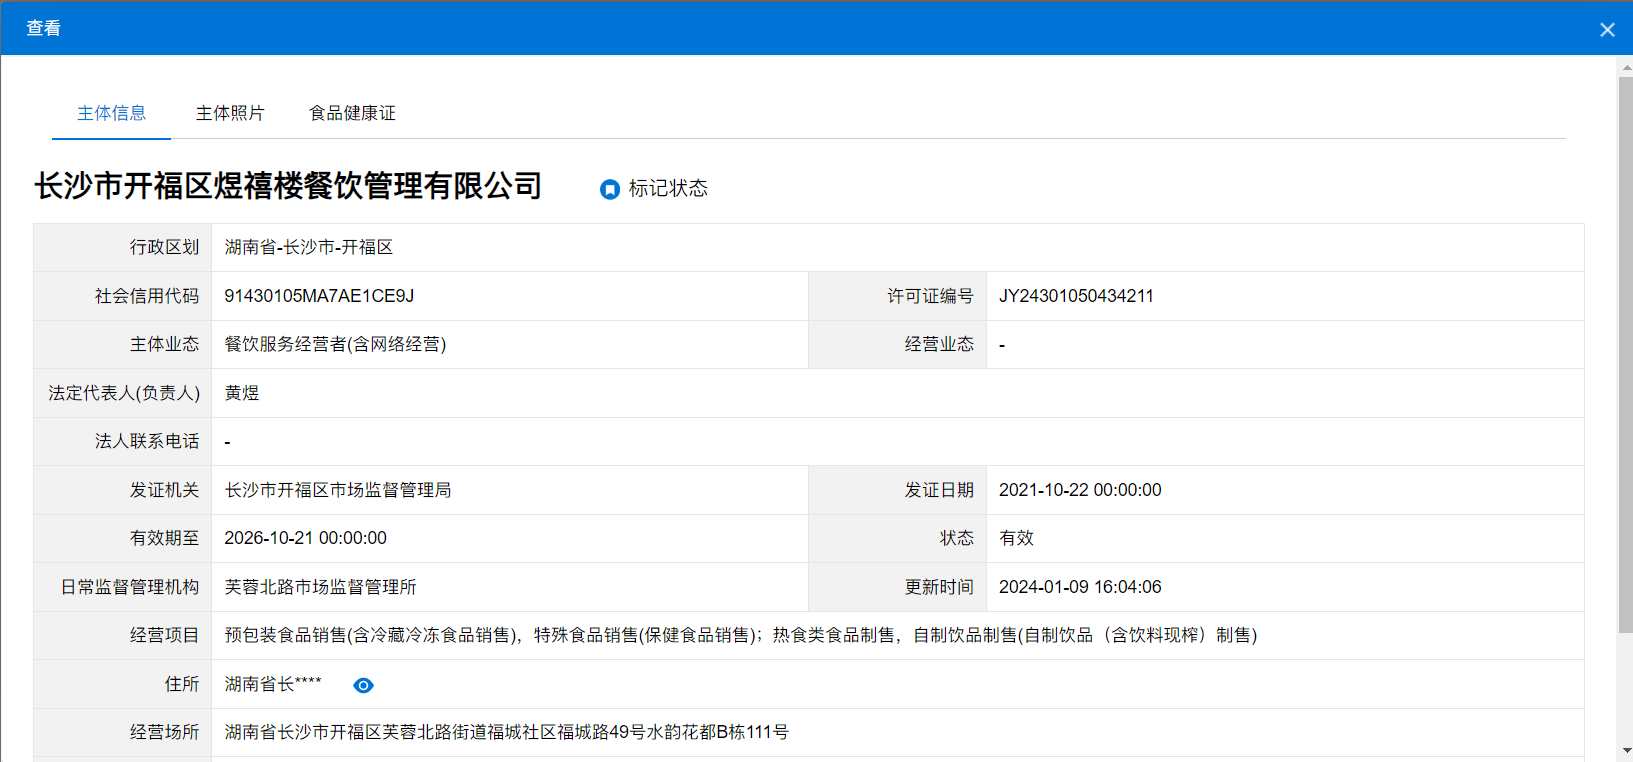 查看
主体信息 主体照片 食品健康证
长沙市开福区煜禧楼餐饮管理有限公司 标记状态
行政区划 湖南省-长沙市-开福区
社会信用代码 91430105MA7AE1CE9J 许可证编号 JY24301050434211
主体业态 餐饮服务经营者(含网络经营) 经营业态 -
法定代表人(负责人) 黄煜
法人联系电话 -
发证机关 长沙市开福区市场监督管理局 发证日期 2021-10-22 00:00:00
有效期至 2026-10-21 00:00:00 状态 有效
日常监督管理机构 芙蓉北路市场监督管理所 更新时间 2024-01-09 16:04:06
经营项目 预包装食品销售(含冷藏冷冻食品销售)，特殊食品销售(保健食品销售)；热食类食品制售，自制饮品制售(自制饮品（含饮料现榨）制售)
住所 湖南省长****
经营场所 湖南省长沙市开福区芙蓉北路街道福城社区福城路49号水韵花都B栋111号